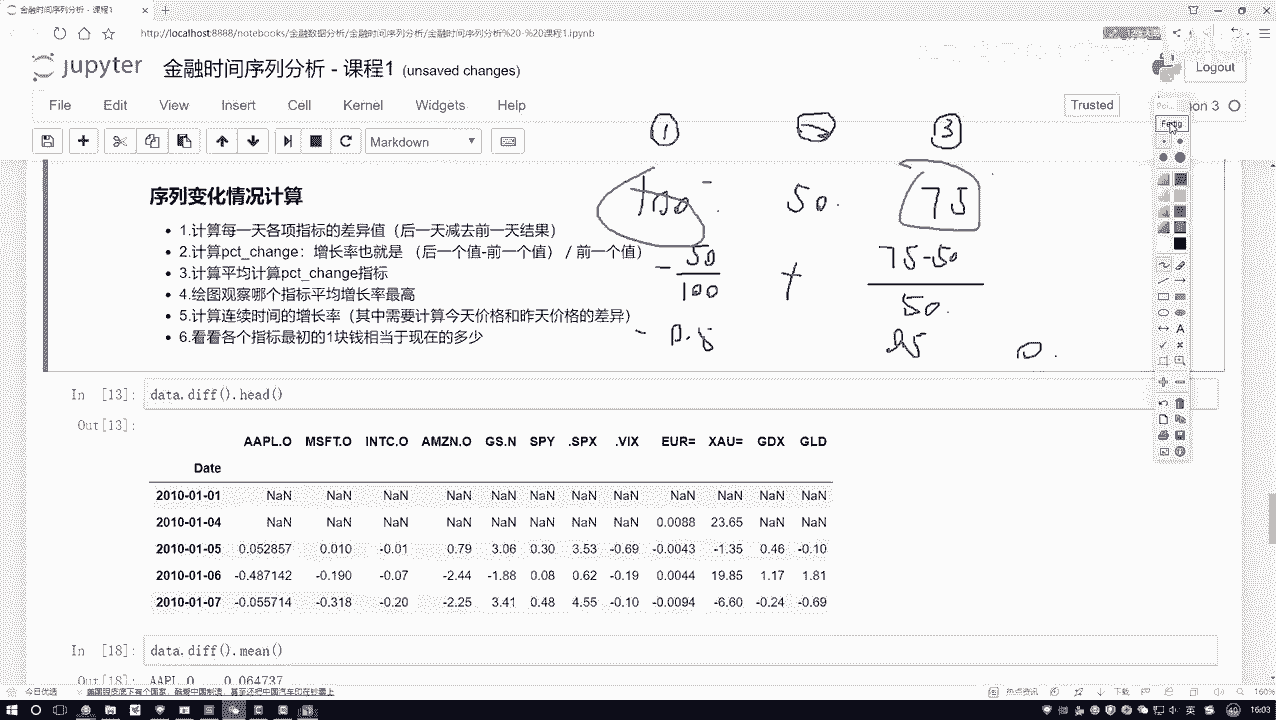 金融时间序列分析 - 课程1
http://localhost:8888/notebooks/金融数据分析/金融时间序列分析/金融时间序列分析%20-%20课程1.ipynb
jupyter 金融时间序列分析 - 课程1 (unsaved changes)
Logout
File Edit View Insert Cell Kernel Widgets Help
Trusted
on 3
Markdown
① ③
100 50. 75
序列变化情况计算
1.计算每一天各项指标的差异值（后一天减去前一天结果）
2.计算pct_change：增长率也就是 （后一个值-前一个值） / 前一个值）
3.计算平均计算pct_change指标
4.绘图观察哪个指标平均增长率最高
5.计算连续时间的增长率（其中需要计算今天价格和昨天价格的差异）
6.看看各个指标最初的1块钱相当于现在的多少
- 50 75-50
100 + 50.
- 0.5 0.
In [13]: data.diff().head()
Out[13]:
AAPL.O MSFT.O INTC.O AMZN.O GS.N SPY .SPX .VIX EUR= XAU= GDX GLD
Date
2010-01-01 NaN NaN NaN NaN NaN NaN NaN NaN NaN NaN NaN NaN
2010-01-04 NaN NaN NaN NaN NaN NaN NaN NaN 0.0088 23.65 NaN NaN
2010-01-05 0.052857 0.010 -0.01 0.79 3.06 0.30 3.53 -0.69 -0.0043 -1.35 0.46 -0.10
2010-01-06 -0.487142 -0.190 -0.07 -2.44 -1.88 0.08 0.62 -0.19 0.0044 19.85 1.17 1.81
2010-01-07 -0.055714 -0.318 -0.20 -2.25 3.41 0.48 4.55 -0.10 -0.0094 -6.60 -0.24 -0.69
In [18]: data.diff().mean()
Out[18]: AAPL.O 0.064737
今日优选
热点资讯 下载 160%
英 16:03